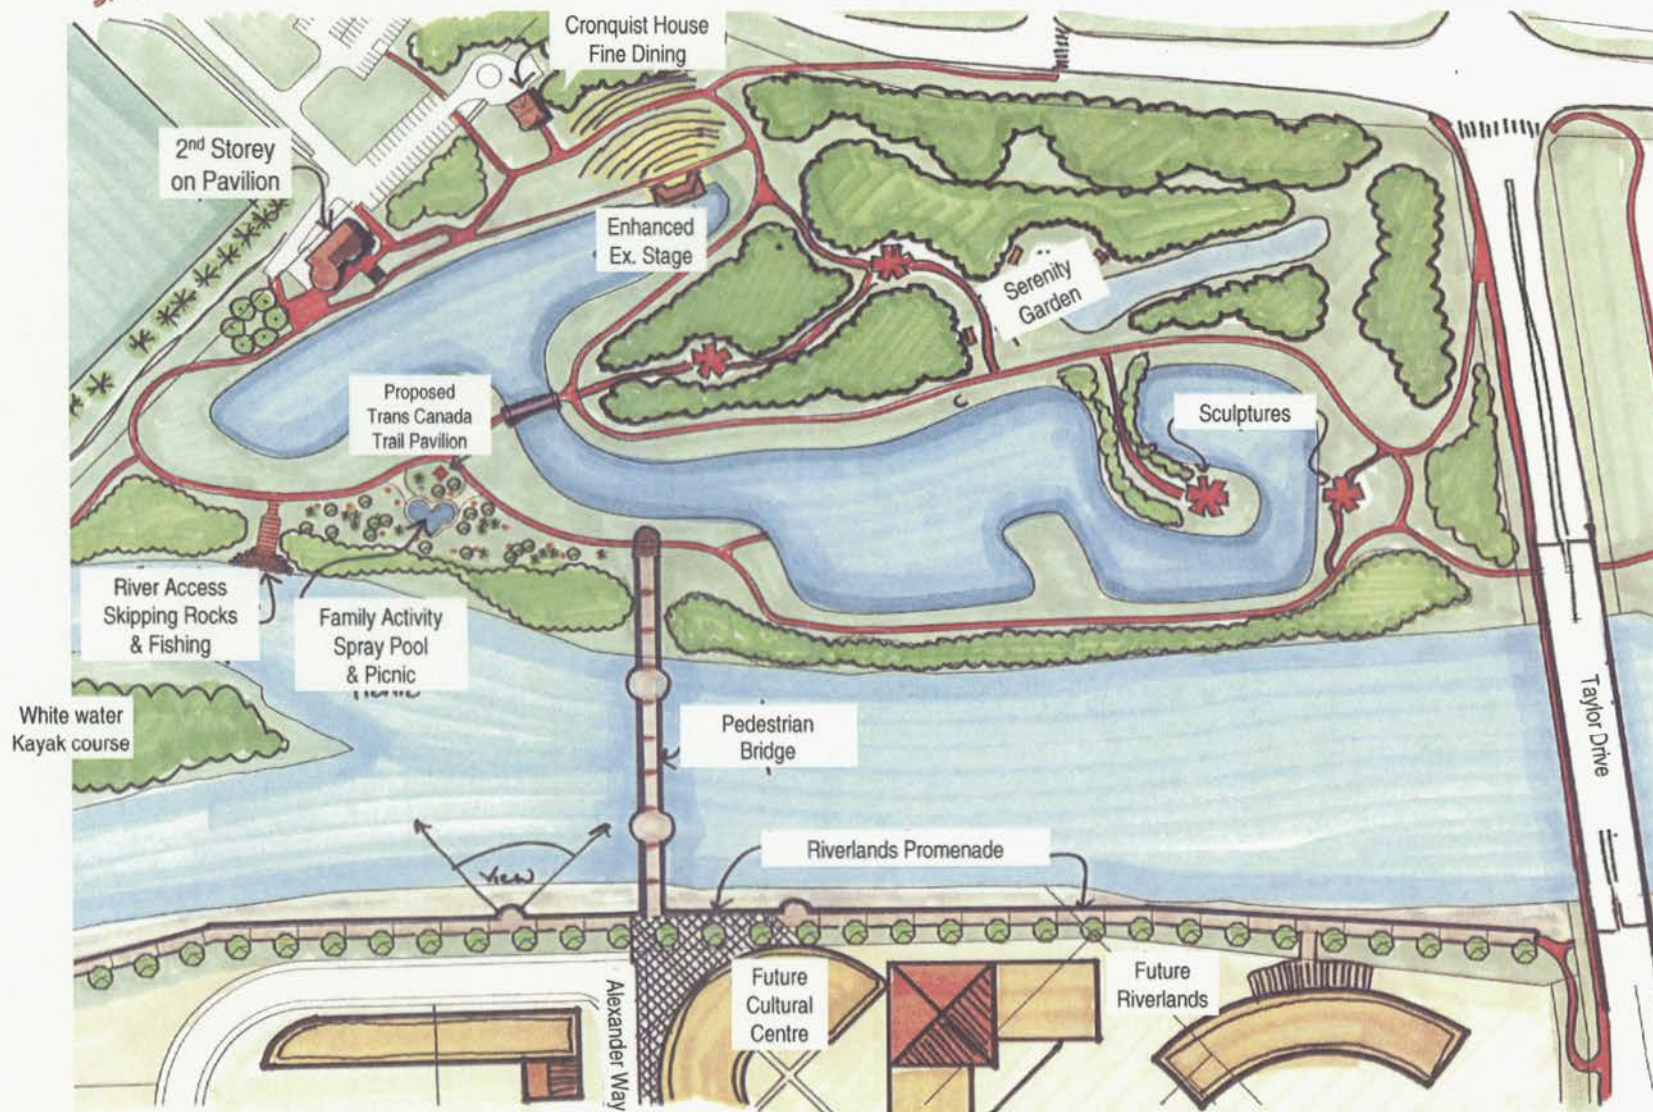 Cronquist House
Fine Dining
2nd Storey
on Pavilion
Enhanced
Ex. Stage
Serenity
Garden
Proposed
Trans Canada
Trail Pavilion
Sculptures
River Access
Skipping Rocks
& Fishing
Family Activity
Spray Pool
& Picnic
Picnic
White water
Kayak course
Pedestrian
Bridge
Taylor Drive
Riverlands Promenade
View
Alexander Way
Future
Cultural
Centre
Future
Riverlands